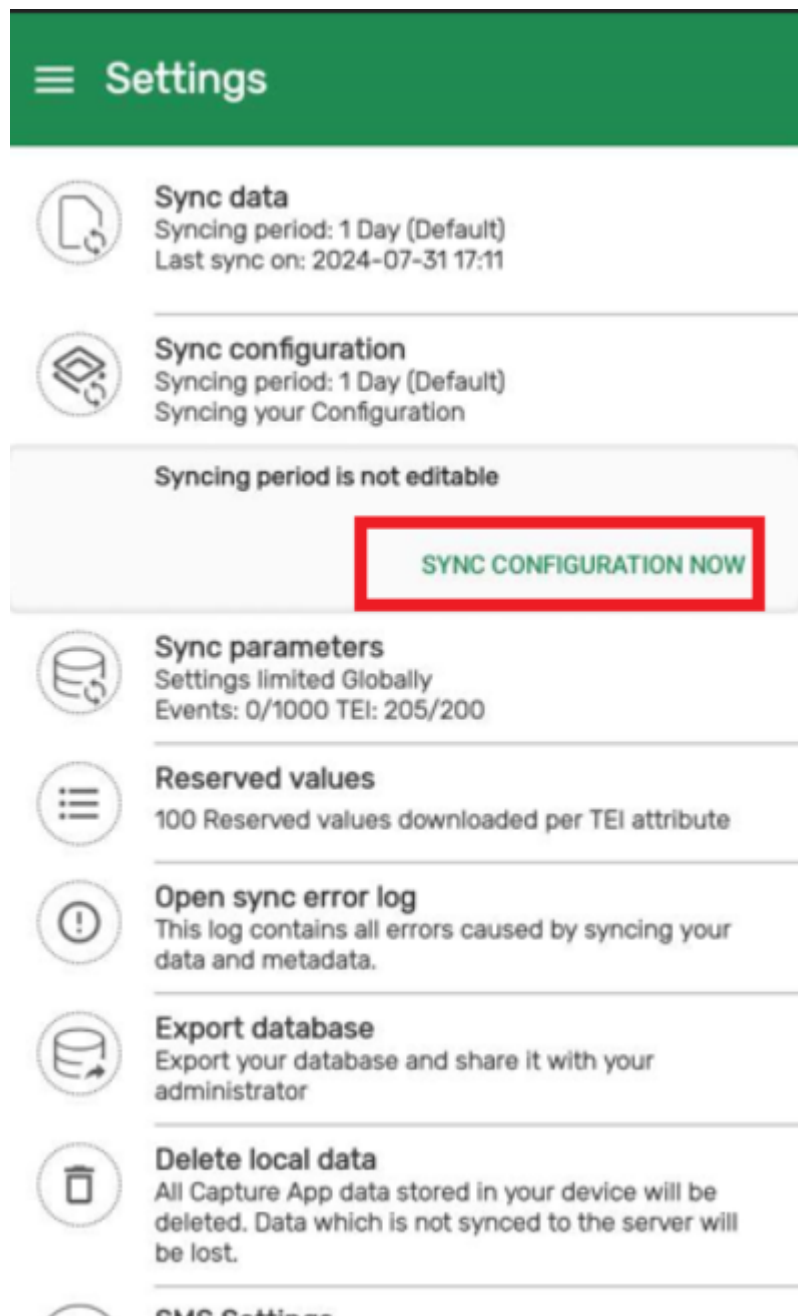 Settings
Sync data
Syncing period: 1 Day (Default)
Last sync on: 2024-07-31 17:11
Sync configuration
Syncing period: 1 Day (Default)
Syncing your Configuration
Syncing period is not editable
SYNC CONFIGURATION NOW
Sync parameters
Settings limited Globally
Events: 0/1000 TEI: 205/200
Reserved values
100 Reserved values downloaded per TEI attribute
Open sync error log
This log contains all errors caused by syncing your
data and metadata.
Export database
Export your database and share it with your
administrator
Delete local data
All Capture App data stored in your device will be
deleted. Data which is not synced to the server will
be lost.
SMS Settings